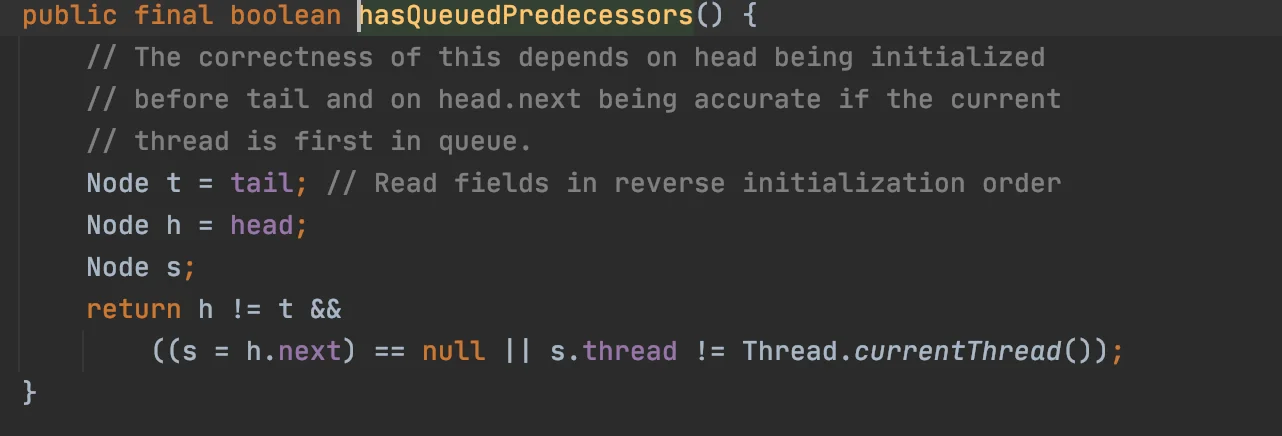 public final boolean hasQueuedPredecessors() {
// The correctness of this depends on head being initialized
// before tail and on head.next being accurate if the current
// thread is first in queue.
Node t = tail; // Read fields in reverse initialization order
Node h = head;
Node s;
return h != t &&
((s = h.next) == null || s.thread != Thread.currentThread());
}